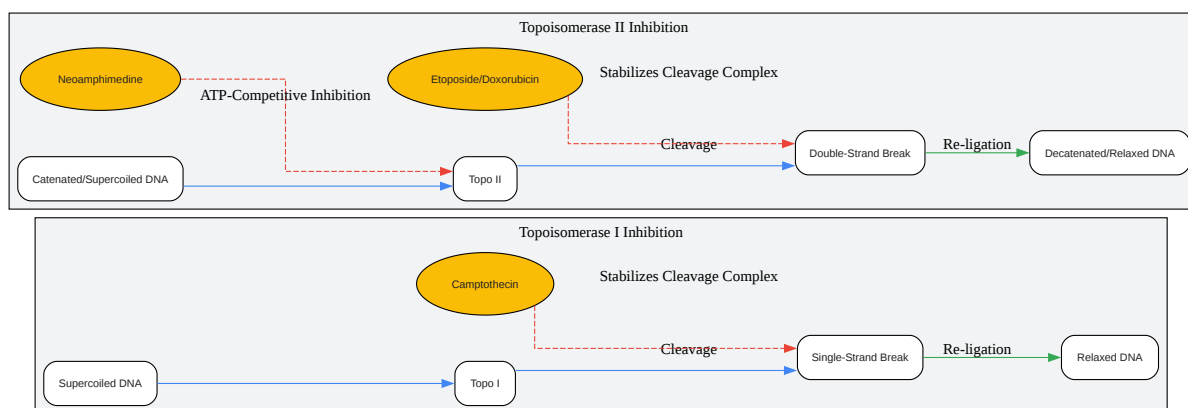 Topoisomerase II Inhibition
Neoamphimedine
Etoposide/Doxorubicin
Stabilizes Cleavage Complex
ATP-Competitive Inhibition
Cleavage
Double-Strand Break
Re-ligation
Decatenated/Relaxed DNA
Catenated/Supercoiled DNA
Topo II
Topoisomerase I Inhibition
Camptothecin
Stabilizes Cleavage Complex
Cleavage
Single-Strand Break
Re-ligation
Relaxed DNA
Supercoiled DNA
Topo I